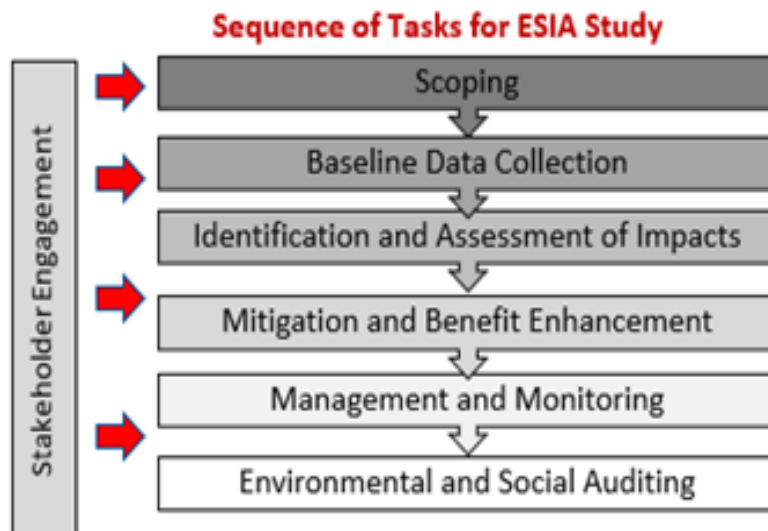 Sequence of Tasks for ESIA Study
Stakeholder Engagement
Scoping
Baseline Data Collection
Identification and Assessment of Impacts
Mitigation and Benefit Enhancement
Management and Monitoring
Environmental and Social Auditing